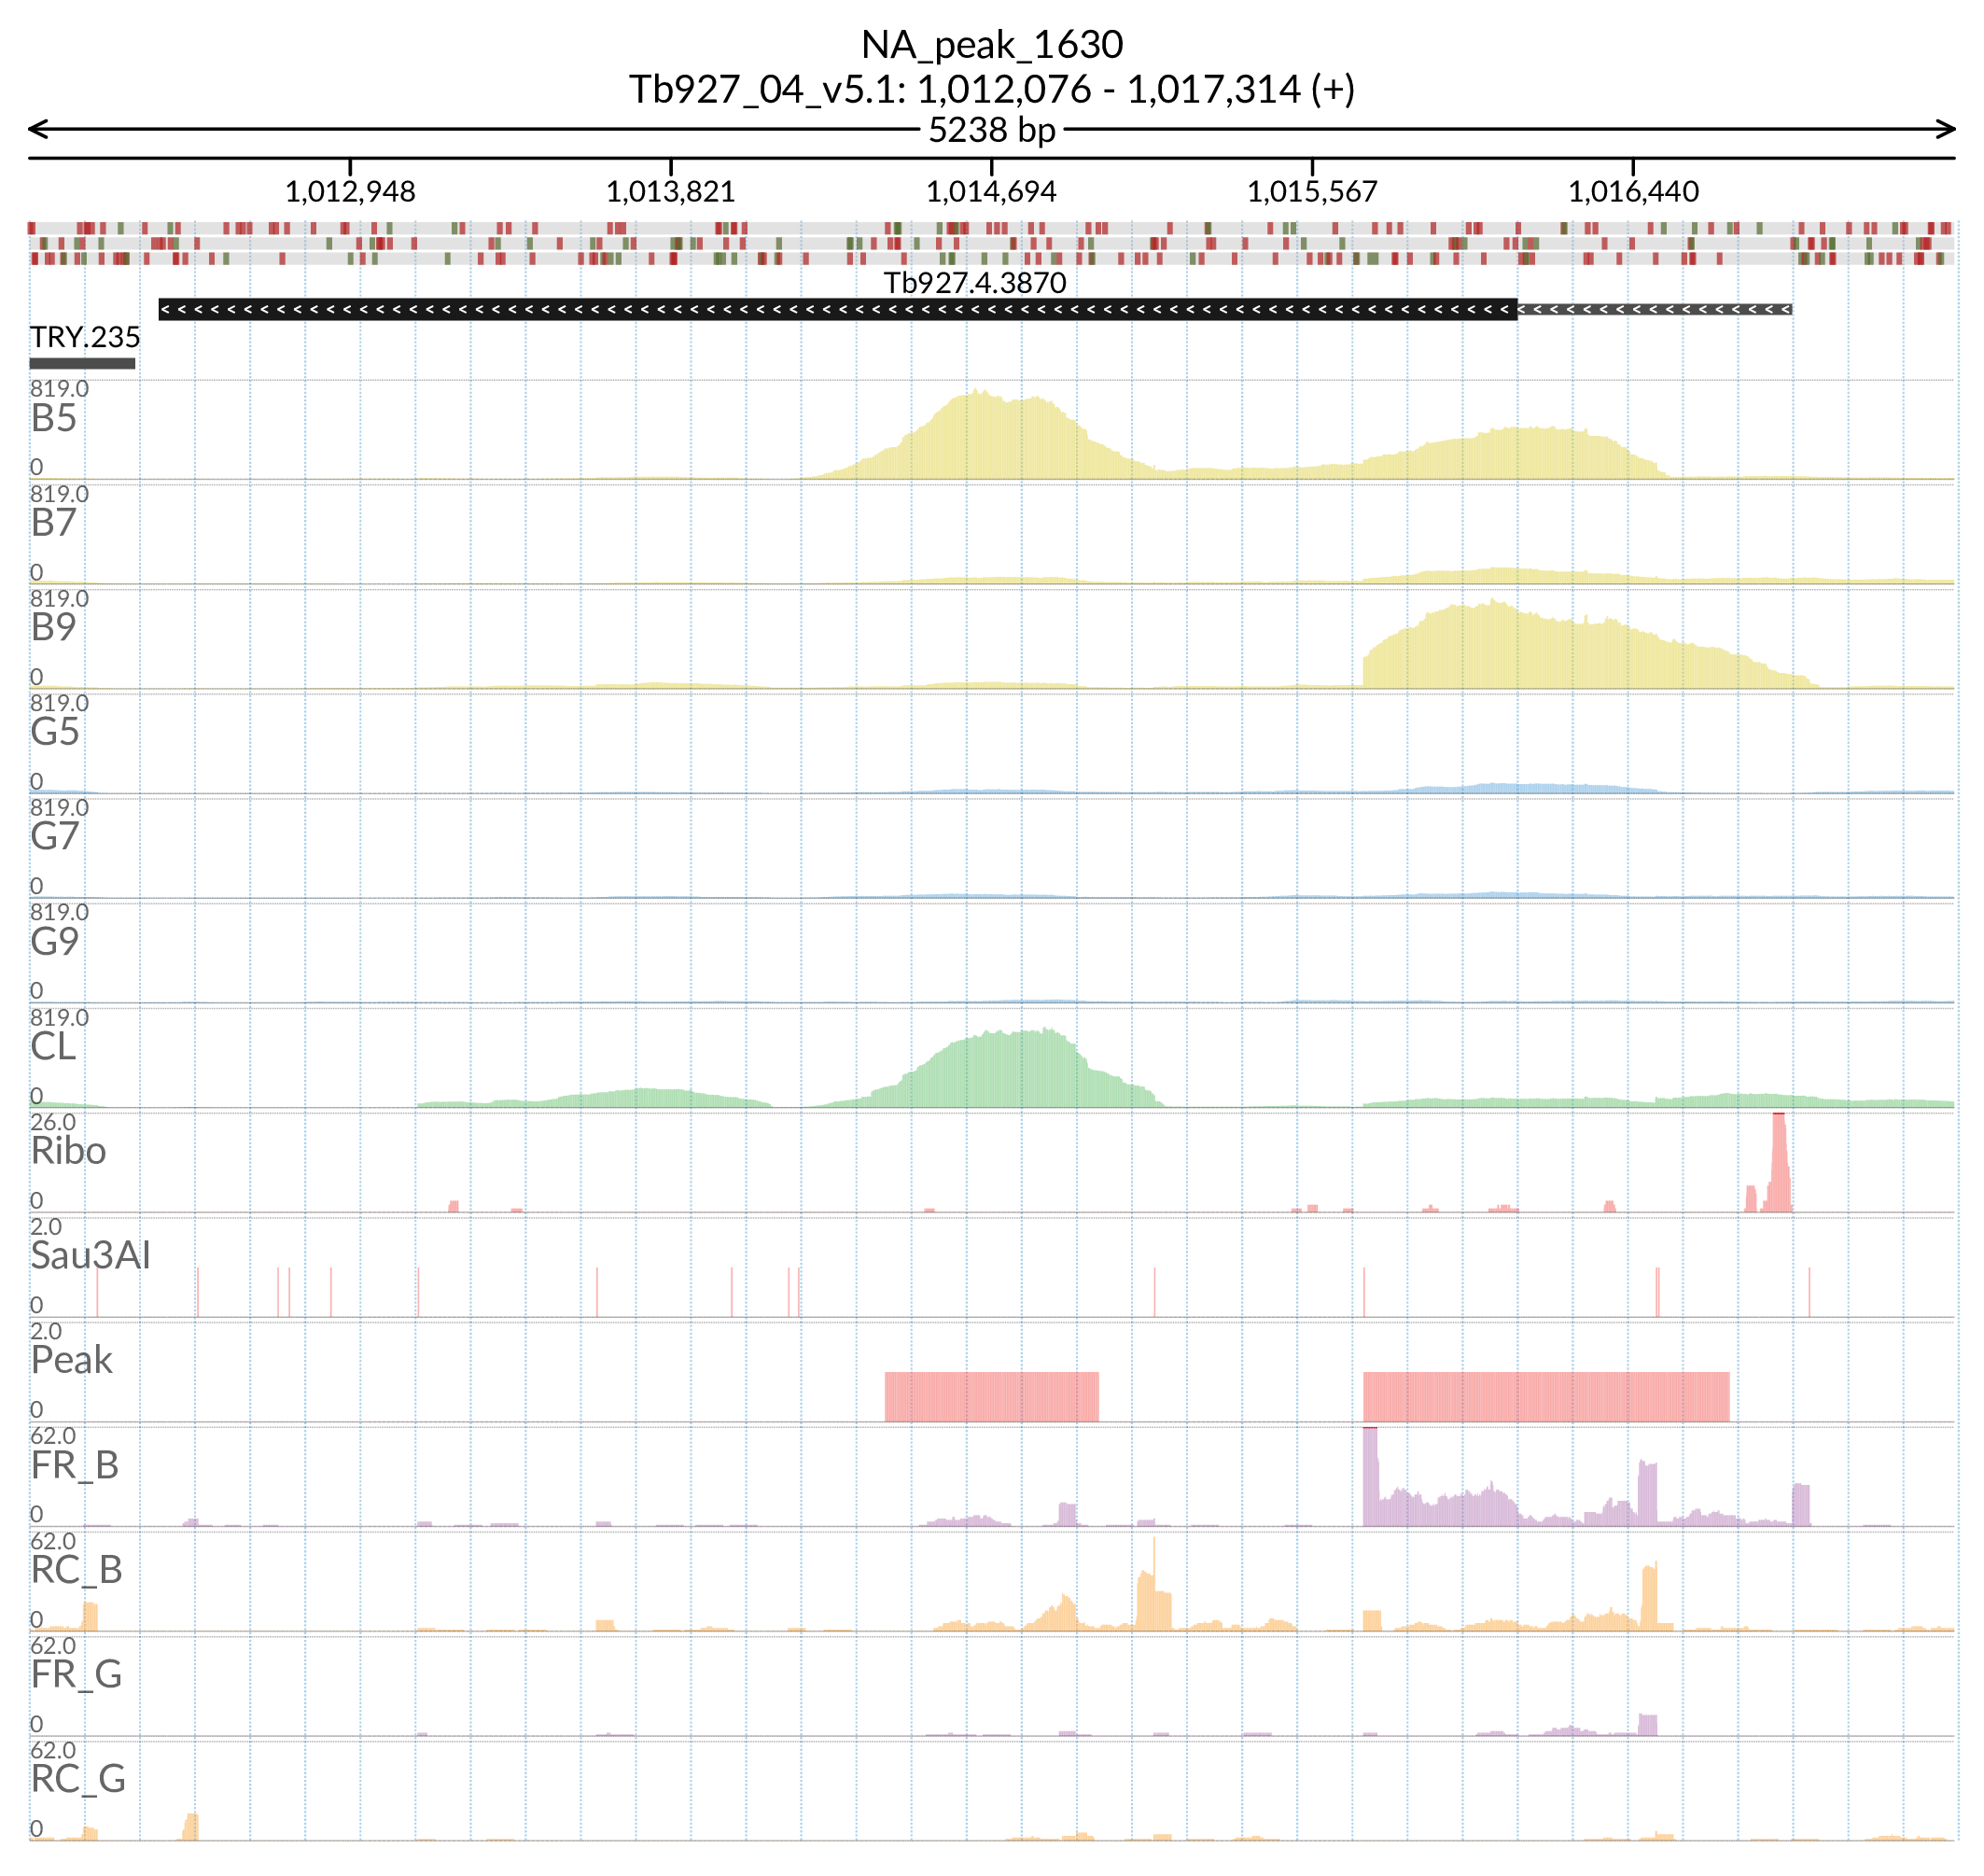 NA_peak_1630
Tb927_04_v5.1: 1,012,076 - 1,017,314 (+)
5238 bp
1,012,948 1,013,821 1,014,694 1,015,567 1,016,440
Tb927.4.3870
TRY.235
819.0
B5
0
819.0
B7
0
819.0
B9
0
819.0
G5
0
819.0
G7
0
819.0
G9
0
819.0
CL
0
26.0
Ribo
0
2.0
Sau3AI
0
2.0
Peak
0
62.0
FR_B
0
62.0
RC_B
0
62.0
FR_G
0
62.0
RC_G
0